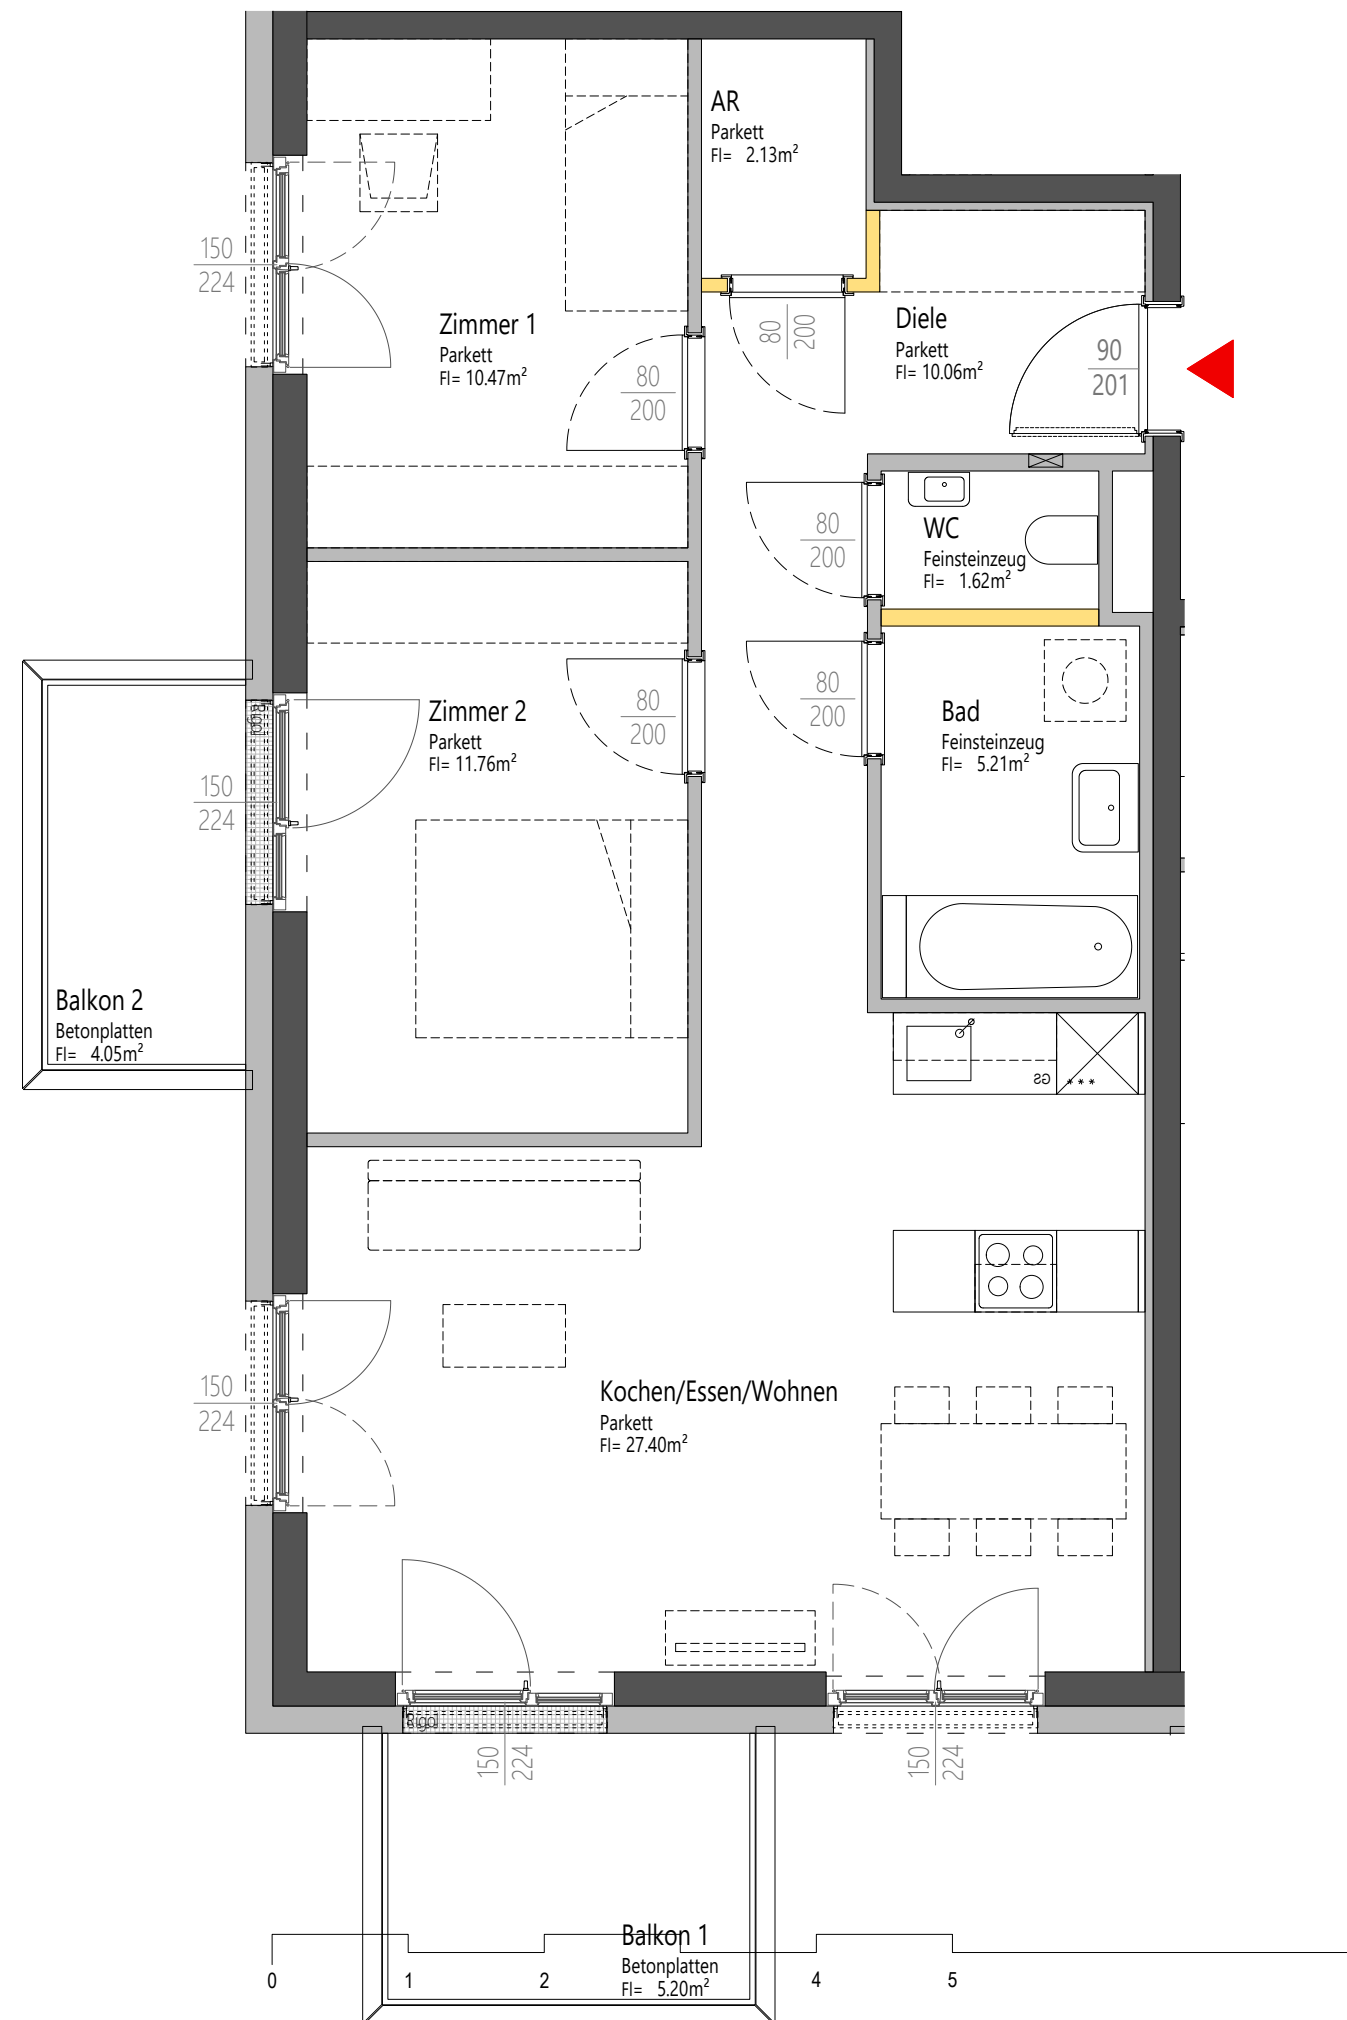 AR
Parkett
Fl= 2.13m²
150
224
Zimmer 1
Parkett
Fl= 10.47m²
80
200
80
200
Diele
Parkett
Fl= 10.06m²
90
201
80
200
WC
Feinsteinzeug
Fl= 1.62m²
Zimmer 2
Parkett
Fl= 11.76m²
80
200
80
200
Bad
Feinsteinzeug
Fl= 5.21m²
150
224
Balkon 2
Betonplatten
Fl= 4.05m²
GS
***
150
224
Kochen/Essen/Wohnen
Parkett
Fl= 27.40m²
Rigol
150
224
150
224
Balkon 1
Betonplatten
Fl= 5.20m²
0 1 2 4 5